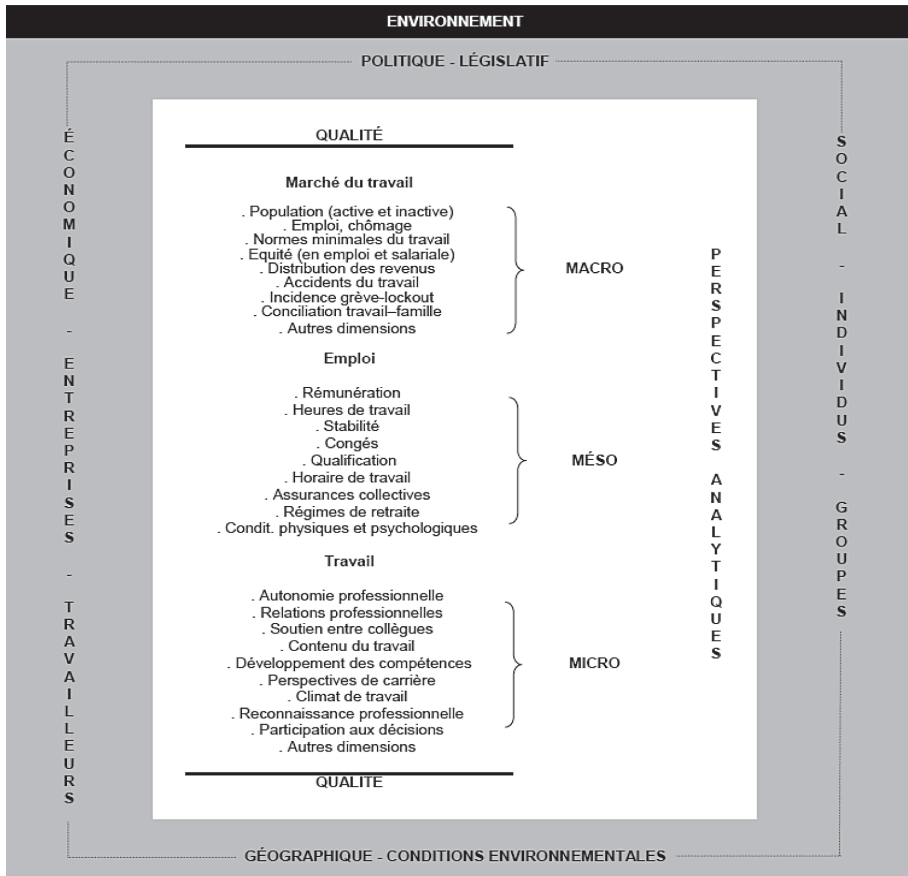 ENVIRONNEMENT
POLITIQUE - LÉGISLATIF
ÉCONOMIQUE - ENTREPRISES - TRAVAILLEURS
QUALITÉ
Marché du travail
. Population (active et inactive)
. Emploi, chômage
. Normes minimales du travail
. Equité (en emploi et salariale)
. Distribution des revenus
. Accidents du travail
. Incidence grève-lockout
. Conciliation travail–famille
. Autres dimensions
MACRO
Emploi
. Rémunération
. Heures de travail
. Stabilité
. Congés
. Qualification
. Horaire de travail
. Assurances collectives
. Régimes de retraite
. Condit. physiques et psychologiques
MÉSO
Travail
. Autonomie professionnelle
. Relations professionnelles
. Soutien entre collègues
. Contenu du travail
. Développement des compétences
. Perspectives de carrière
. Climat de travail
. Reconnaissance professionnelle
. Participation aux décisions
. Autres dimensions
MICRO
QUALITE
PERSPECTIVES ANALYTIQUES
SOCIAL - INDIVIDUS - GROUPES
GÉOGRAPHIQUE - CONDITIONS ENVIRONNEMENTALES